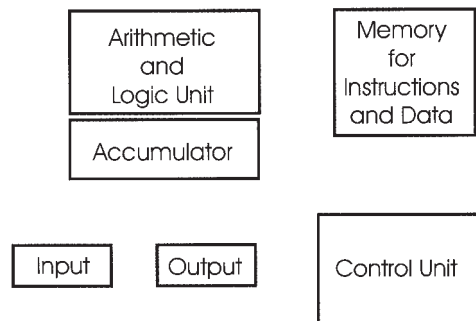 Arithmetic
and
Logic Unit
Accumulator
Memory
for
Instructions
and Data
Input
Output
Control Unit